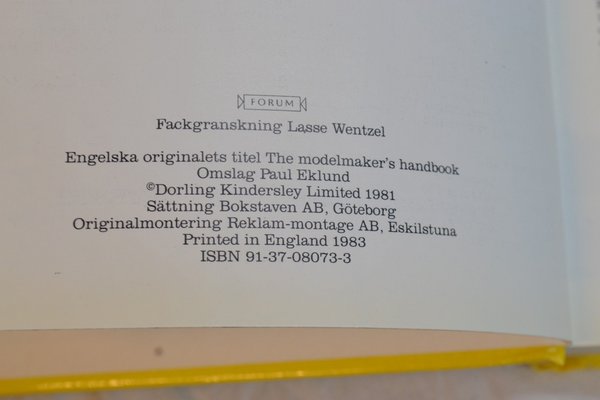 FORUM
Fackgranskning Lasse Wentzel
Engelska originalets titel The modelmaker's handbook
Omslag Paul Eklund
©Dorling Kindersley Limited 1981
Sättning Bokstaven AB, Göteborg
Originalmontering Reklam-montage AB, Eskilstuna
Printed in England 1983
ISBN 91-37-08073-3